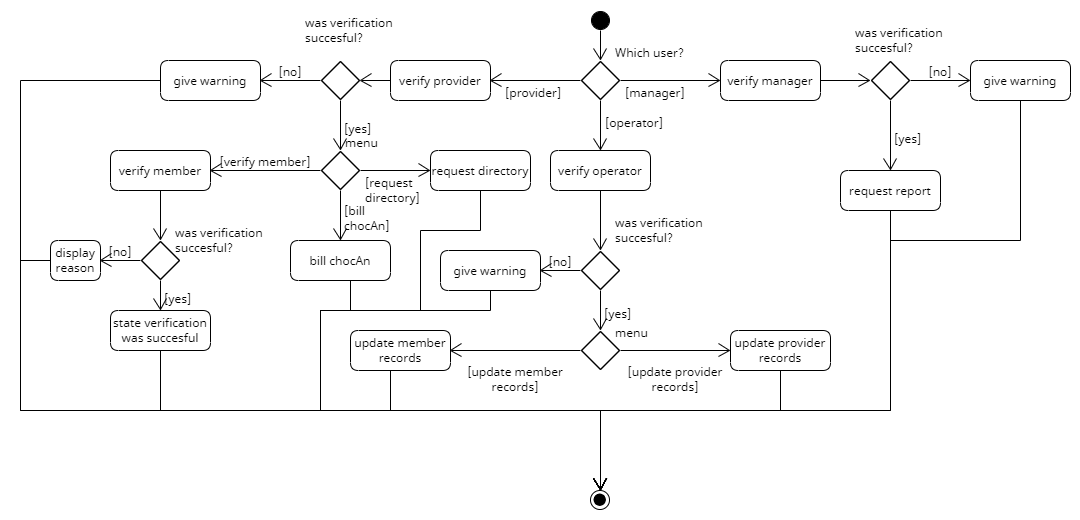 was verification
succesful?
was verification
succesful?
Which user?
give warning
[no]
verify provider
[provider]
[manager]
verify manager
[no]
give warning
[operator]
[yes]
menu
[yes]
verify member
[verify member]
request directory
verify operator
[request
directory]
request report
[bill
chocAn]
was verification
succesful?
was verification
succesful?
display
reason
[no]
bill chocAn
give warning
[no]
[yes]
state verification
was succesful
[yes]
menu
update member
records
update provider
records
[update member
records]
[update provider
records]